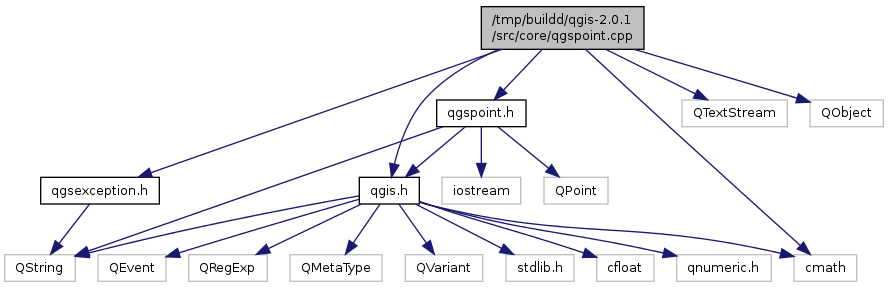 /tmp/buildd/qgis-2.0.1
/src/core/qgspoint.cpp
qgspoint.h
QTextStream
QObject
qgsexception.h
qgis.h
iostream
QPoint
QString
QEvent
QRegExp
QMetaType
QVariant
stdlib.h
cfloat
qnumeric.h
cmath